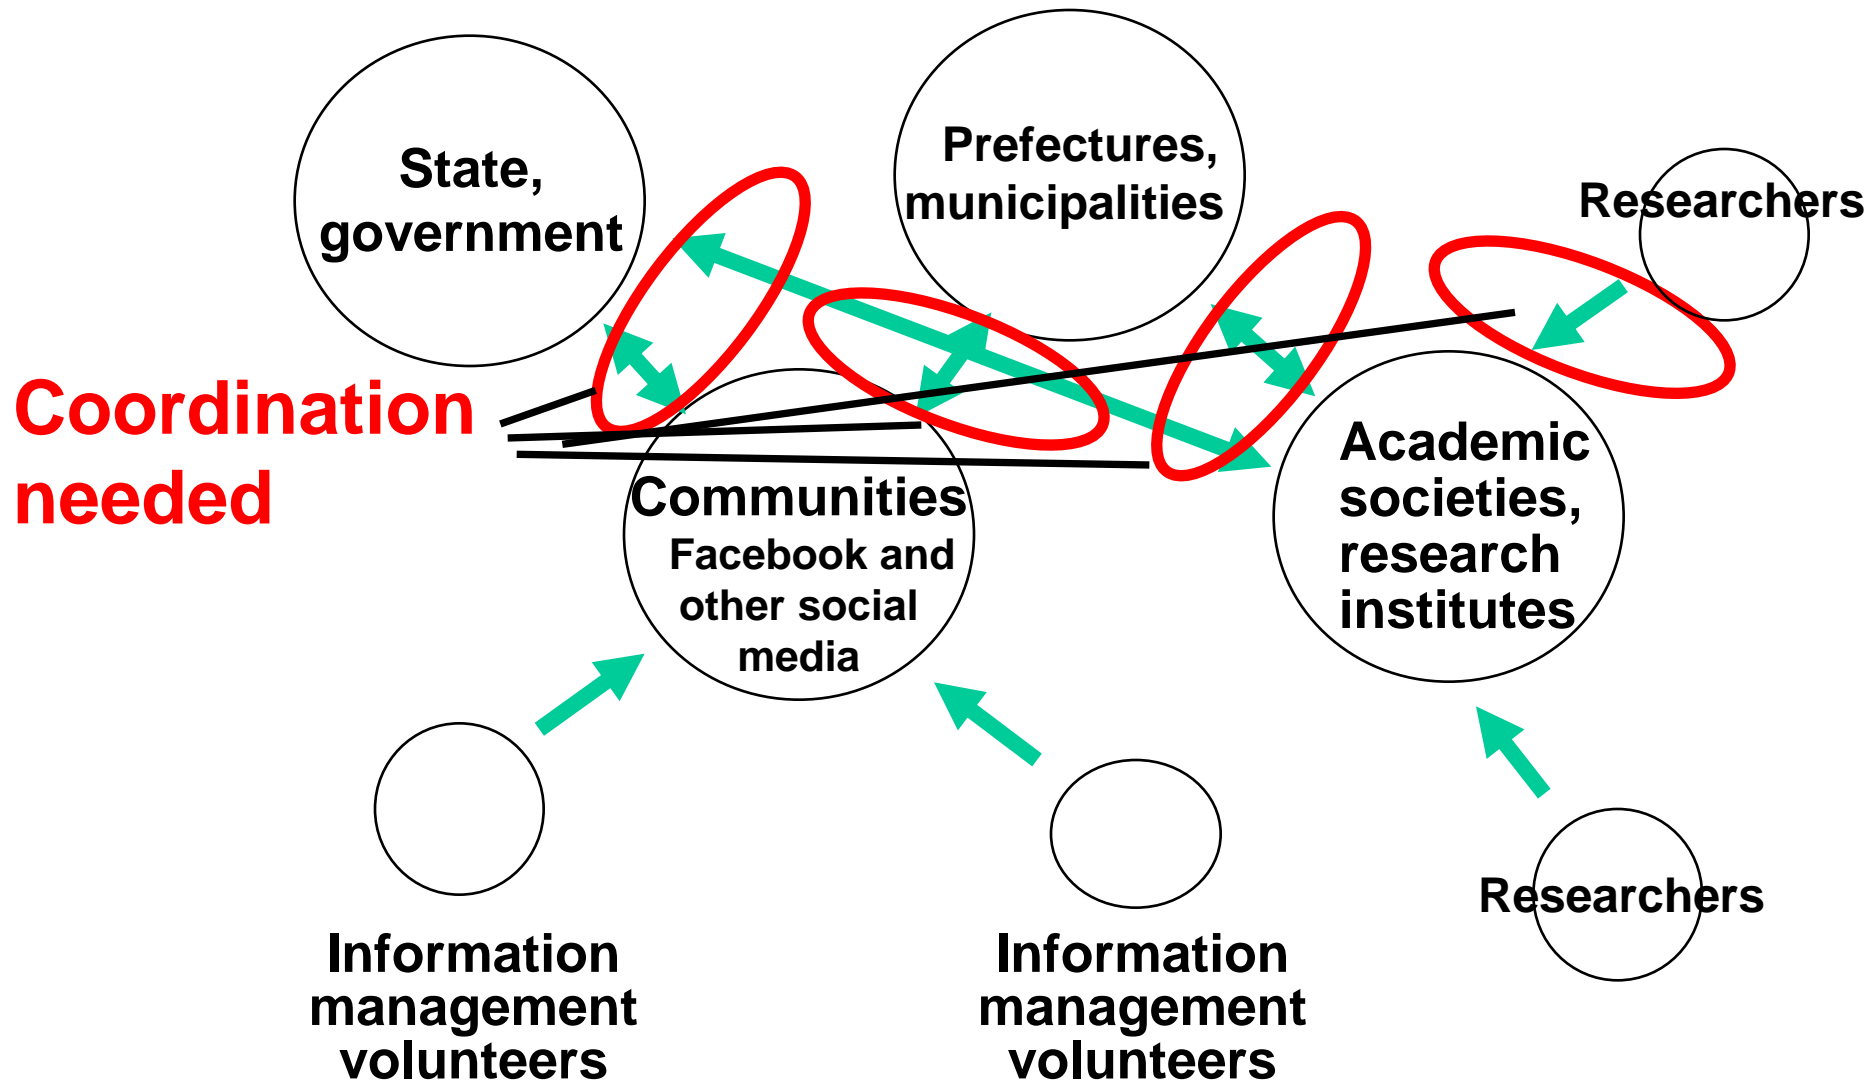 State,
government
Prefectures,
municipalities
Researchers
Coordination
needed
Communities
Facebook and
other social
media
Academic
societies,
research
institutes
Information
management
volunteers
Information
management
volunteers
Researchers